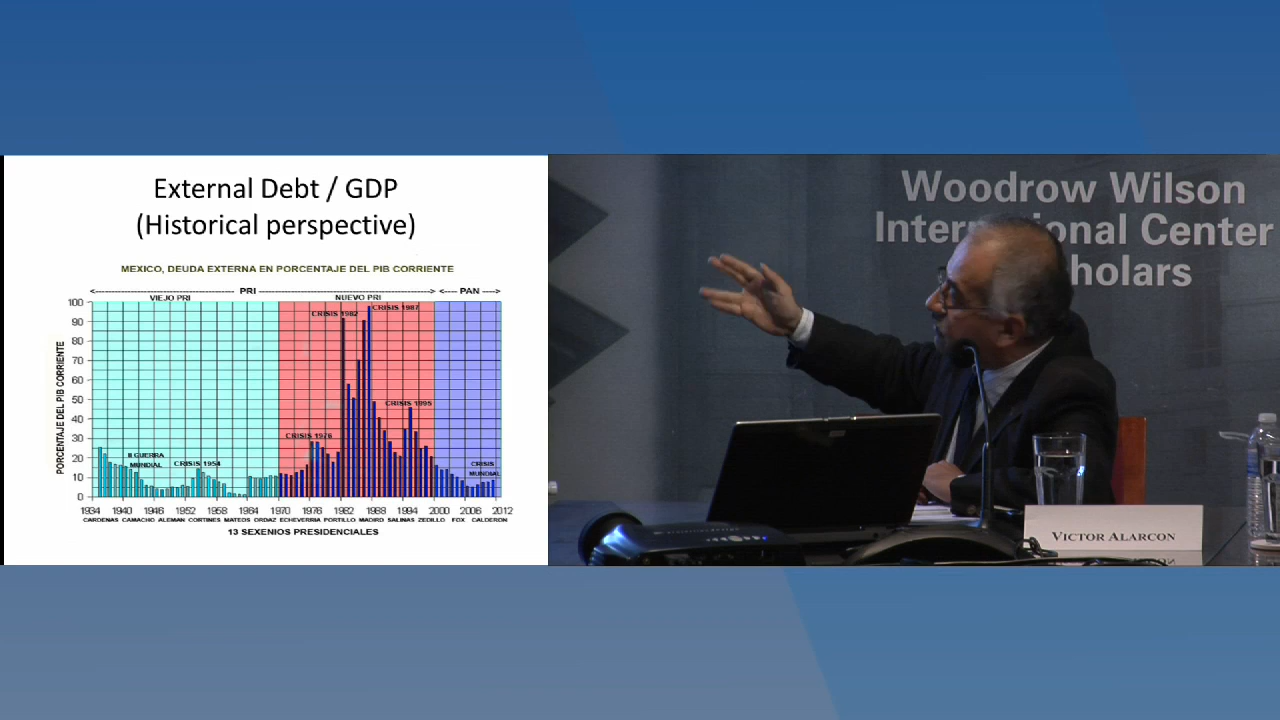 External Debt / GDP
(Historical perspective)
MEXICO, DEUDA EXTERNA EN PORCENTAJE DEL PIB CORRIENTE
PRI
PAN
VIEJO PRI
NUEVO PRI
CRISIS 1987
CRISIS 1982
CRISIS 1995
CRISIS 1976
II GUERRA
MUNDIAL
CRISIS 1954
CRISIS
MUNDIAL
PORCENTAJE DEL PIB CORRIENTE
100
90
80
70
60
50
40
30
20
10
0
1934 1940 1946 1952 1958 1964 1970 1976 1982 1988 1994 2000 2006 2012
CARDENAS CAMACHO ALEMAN CORTINES MATEOS ORDAZ ECHEVERRIA PORTILLO MADRID SALINAS ZEDILLO FOX CALDERON
13 SEXENIOS PRESIDENCIALES
Woodrow Wilson
International Center
holars
VICTOR ALARCON